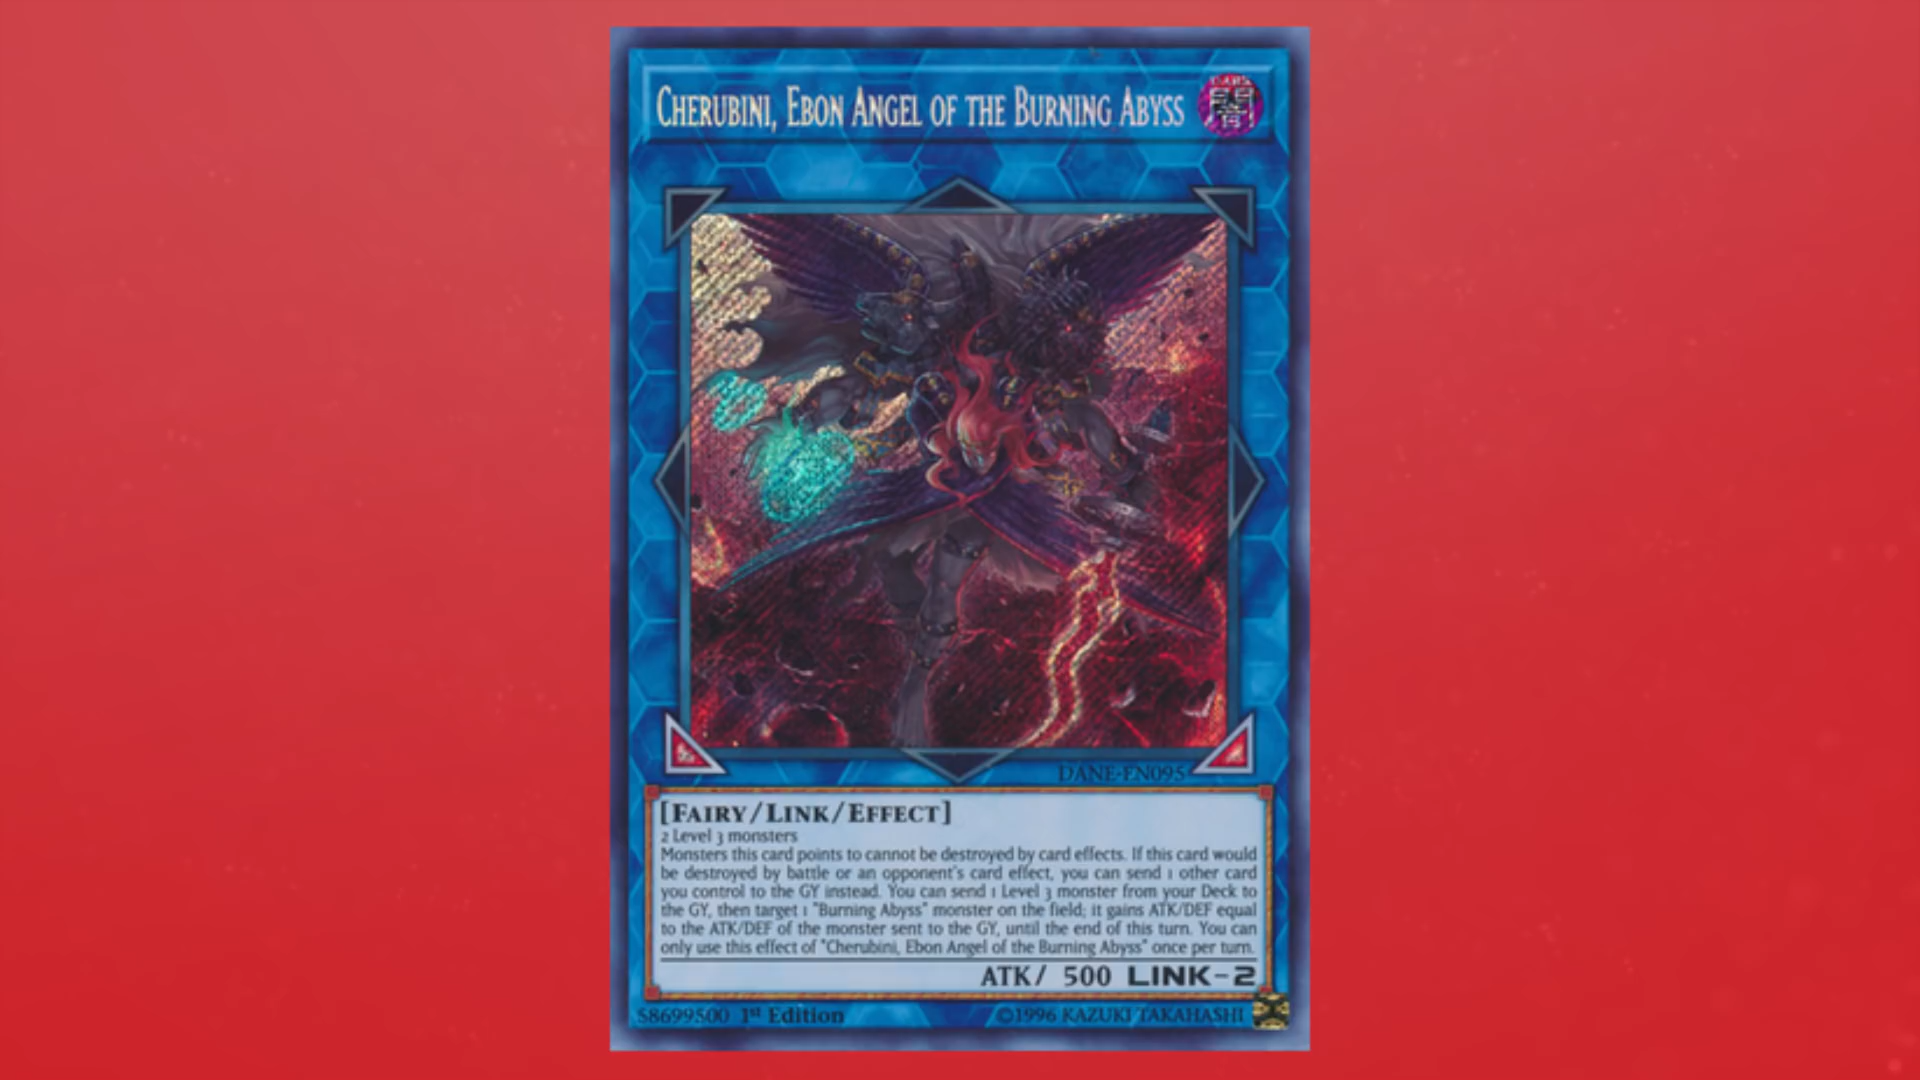 CHERUBINI, EBON ANGEL OF THE BURNING ABYSS
DARK
闇
DANE-EN095
[FAIRY/LINK/EFFECT]
2 Level 3 monsters
Monsters this card points to cannot be destroyed by card effects. If this card would
be destroyed by battle or an opponent's card effect, you can send 1 other card
you control to the GY instead. You can send 1 Level 3 monster from your Deck to
the GY, then target 1 "Burning Abyss" monster on the field; it gains ATK/DEF equal
to the ATK/DEF of the monster sent to the GY, until the end of this turn. You can
only use this effect of "Cherubini, Ebon Angel of the Burning Abyss" once per turn.
ATK/ 500 LINK-2
58699500 1st Edition
©1996 KAZUKI TAKAHASHI